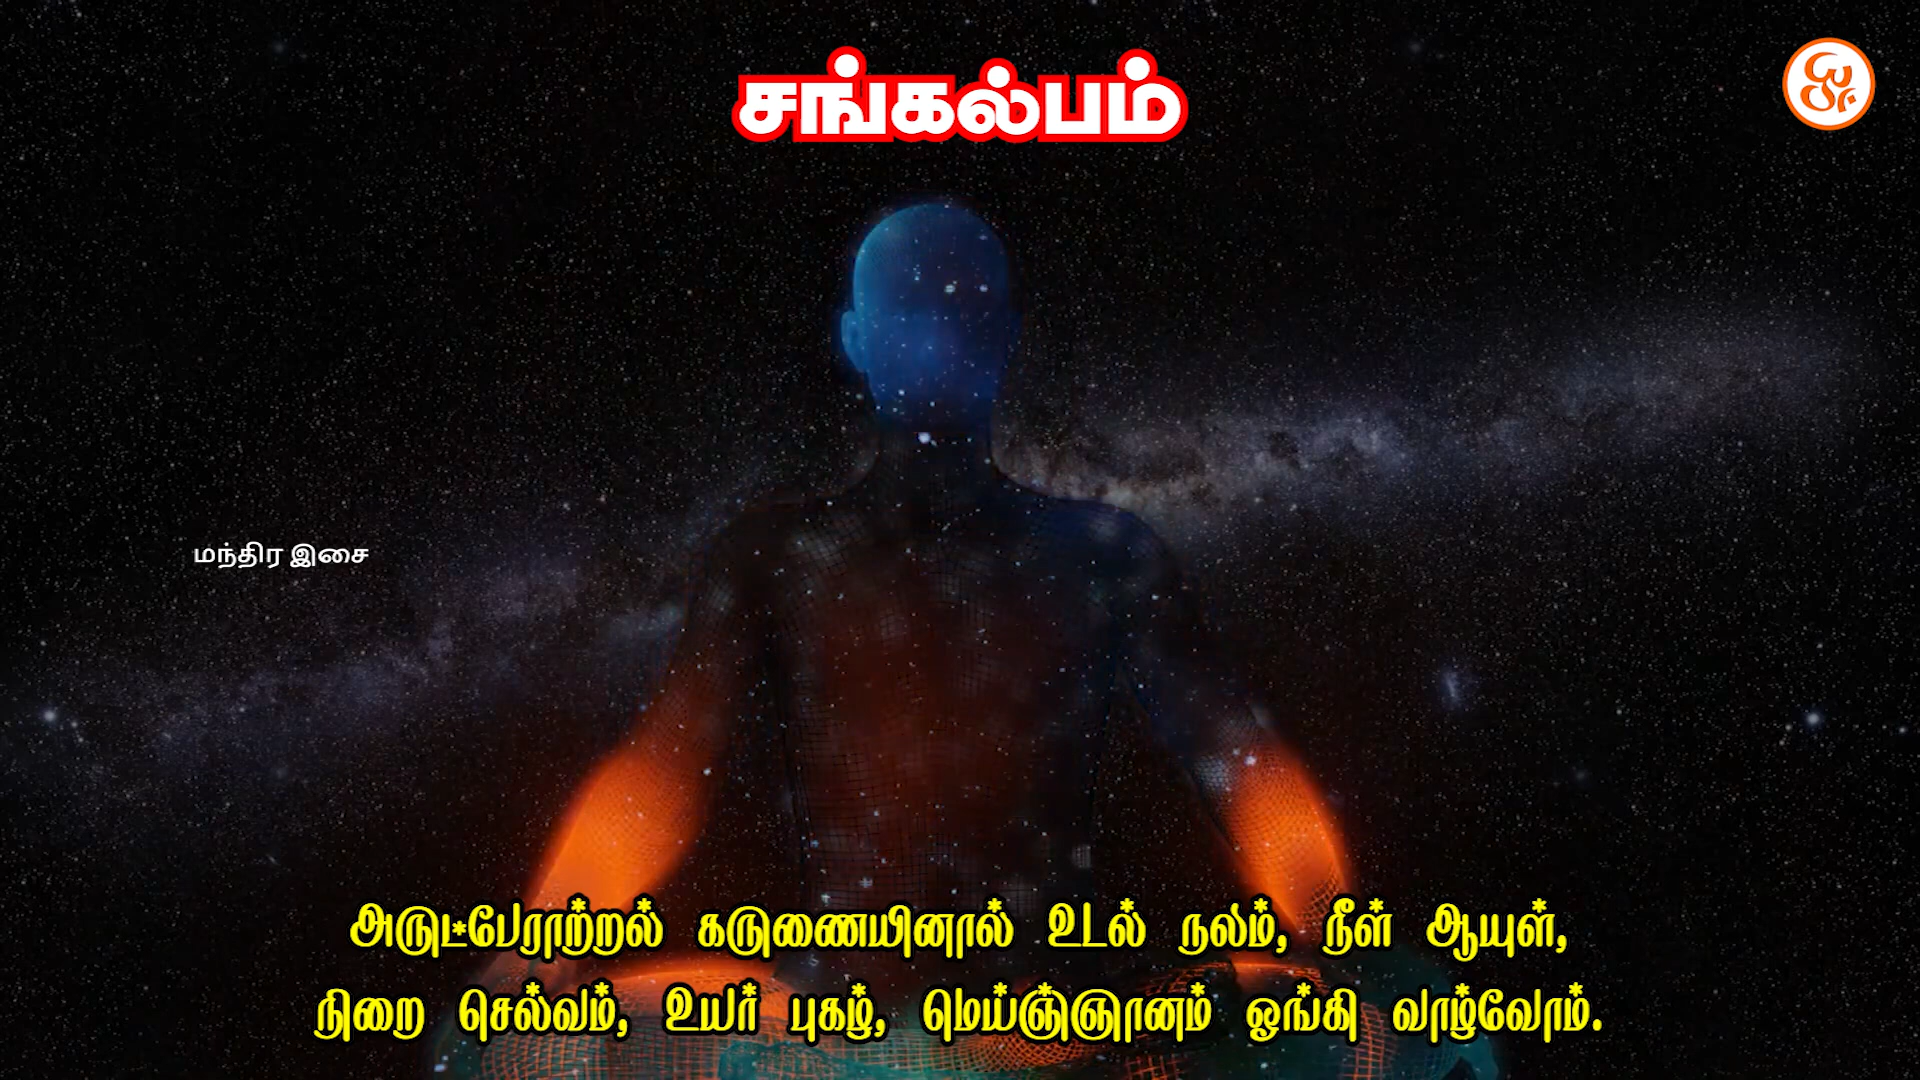 சங்கல்பம்
மந்திர இசை
அருட்பேராற்றல் கருணையினால் உடல் நலம், நீள் ஆயுள்,
நிறை செல்வம், உயர் புகழ், மெய்ஞ்ஞானம் ஓங்கி வாழ்வோம்.